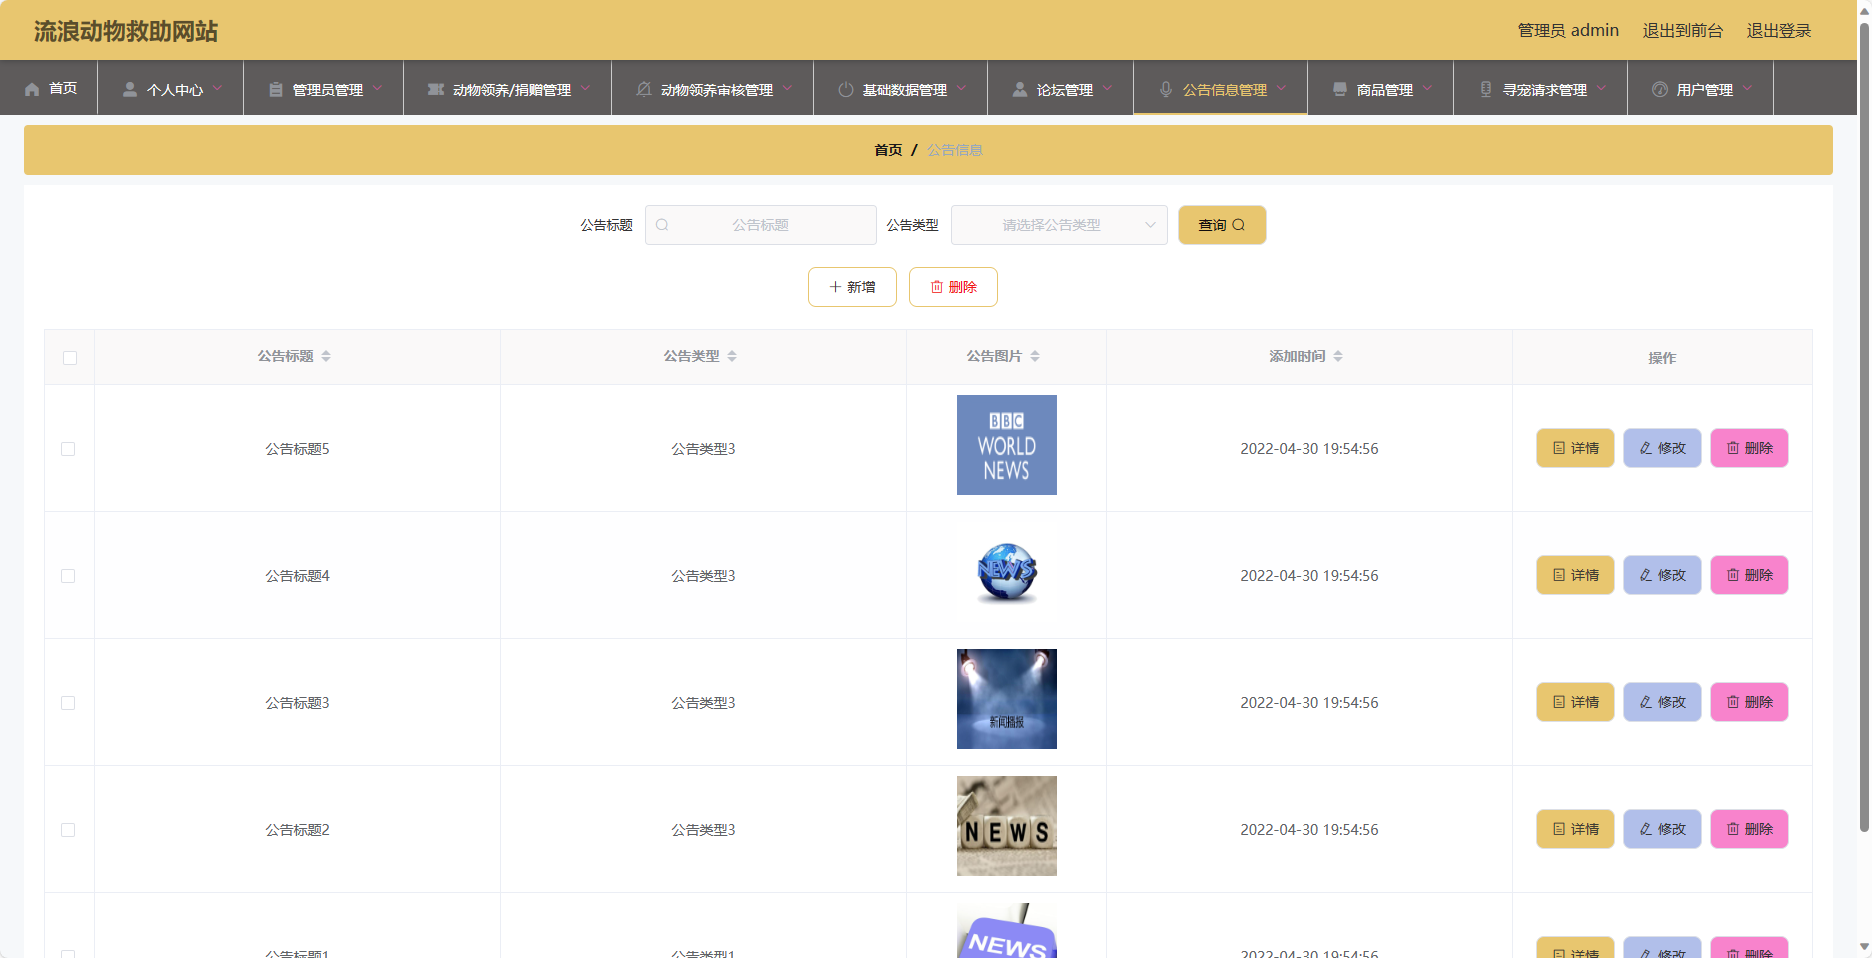 流浪动物救助网站
管理员 admin 退出到前台 退出登录
首页 个人中心 管理员管理 动物领养/捐赠管理 动物领养审核管理 基础数据管理 论坛管理 公告信息管理 商品管理 寻宠请求管理 用户管理
首页 / 公告信息
公告标题 公告标题 公告类型 请选择公告类型 查询
新增 删除
公告标题 公告类型 公告图片 添加时间 操作
BBC
WORLD
NEWS
公告标题5 公告类型3 2022-04-30 19:54:56 详情 修改 删除
NEWS
公告标题4 公告类型3 2022-04-30 19:54:56 详情 修改 删除
公告标题3 公告类型3 2022-04-30 19:54:56 详情 修改 删除
新闻播报
公告标题2 公告类型3 2022-04-30 19:54:56 详情 修改 删除
NEWS
NEWS
公告标题1 公告类型1 2022-04-30 19:54:56 详情 修改 删除